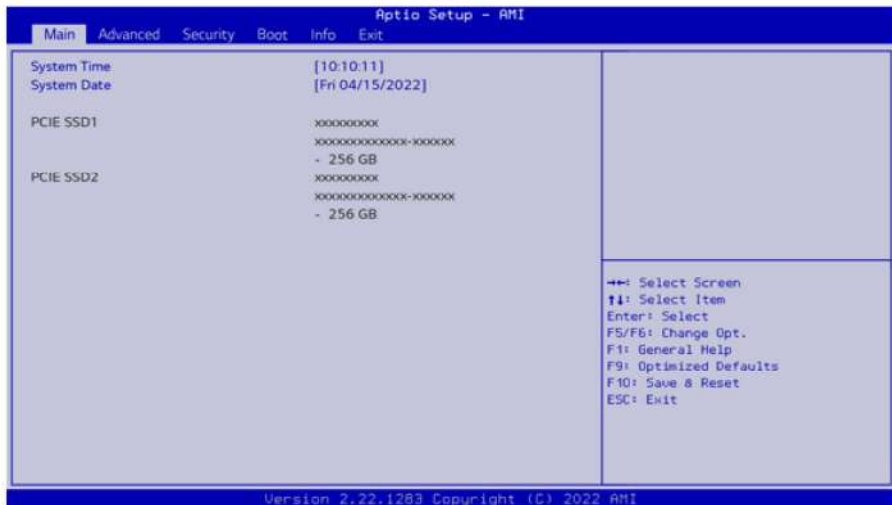 Aptio Setup - AMI
Main Advanced Security Boot Info Exit
System Time [10:10:11]
System Date [Fri 04/15/2022]
PCIE SSD1 xxxxxxxxx
xxxxxxxxxxxxx-xxxxxx
- 256 GB
PCIE SSD2 xxxxxxxxx
xxxxxxxxxxxxx-xxxxxx
- 256 GB
→←: Select Screen
↑↓: Select Item
Enter: Select
F5/F6: Change Opt.
F1: General Help
F9: Optimized Defaults
F10: Save & Reset
ESC: Exit
Version 2.22.1283 Copyright (C) 2022 AMI